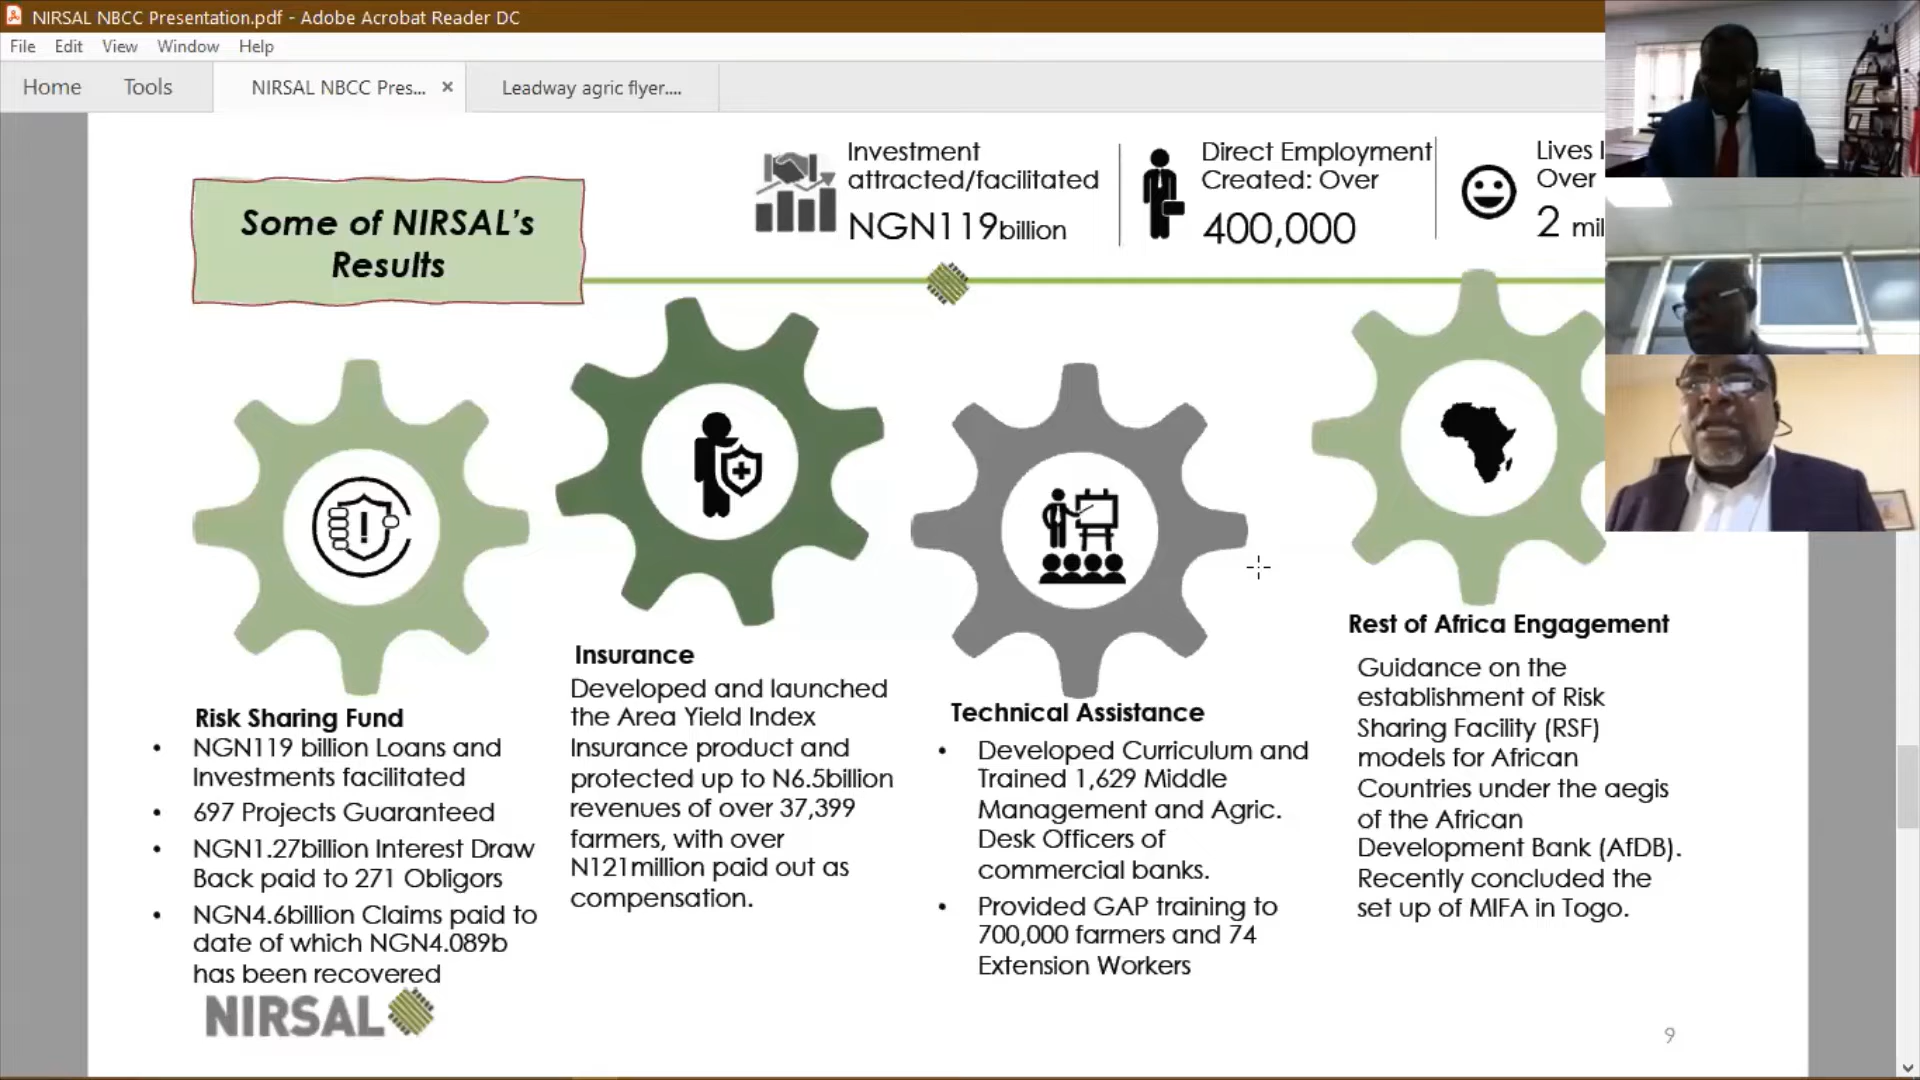 NIRSAL NBCC Presentation.pdf - Adobe Acrobat Reader DC
File Edit View Window Help
Home Tools NIRSAL NBCC Pres... × Leadway agric flyer....
Some of NIRSAL's
Results
Investment
attracted/facilitated
NGN119billion
Direct Employment
Created: Over
400,000
Lives
Over
2 mil
Risk Sharing Fund
• NGN119 billion Loans and
Investments facilitated
• 697 Projects Guaranteed
• NGN1.27billion Interest Draw
Back paid to 271 Obligors
• NGN4.6billion Claims paid to
date of which NGN4.089b
has been recovered
Insurance
Developed and launched
the Area Yield Index
Insurance product and
protected up to N6.5billion
revenues of over 37,399
farmers, with over
N121million paid out as
compensation.
Technical Assistance
• Developed Curriculum and
Trained 1,629 Middle
Management and Agric.
Desk Officers of
commercial banks.
• Provided GAP training to
700,000 farmers and 74
Extension Workers
Rest of Africa Engagement
Guidance on the
establishment of Risk
Sharing Facility (RSF)
models for African
Countries under the aegis
of the African
Development Bank (AfDB).
Recently concluded the
set up of MIFA in Togo.
NIRSAL
9